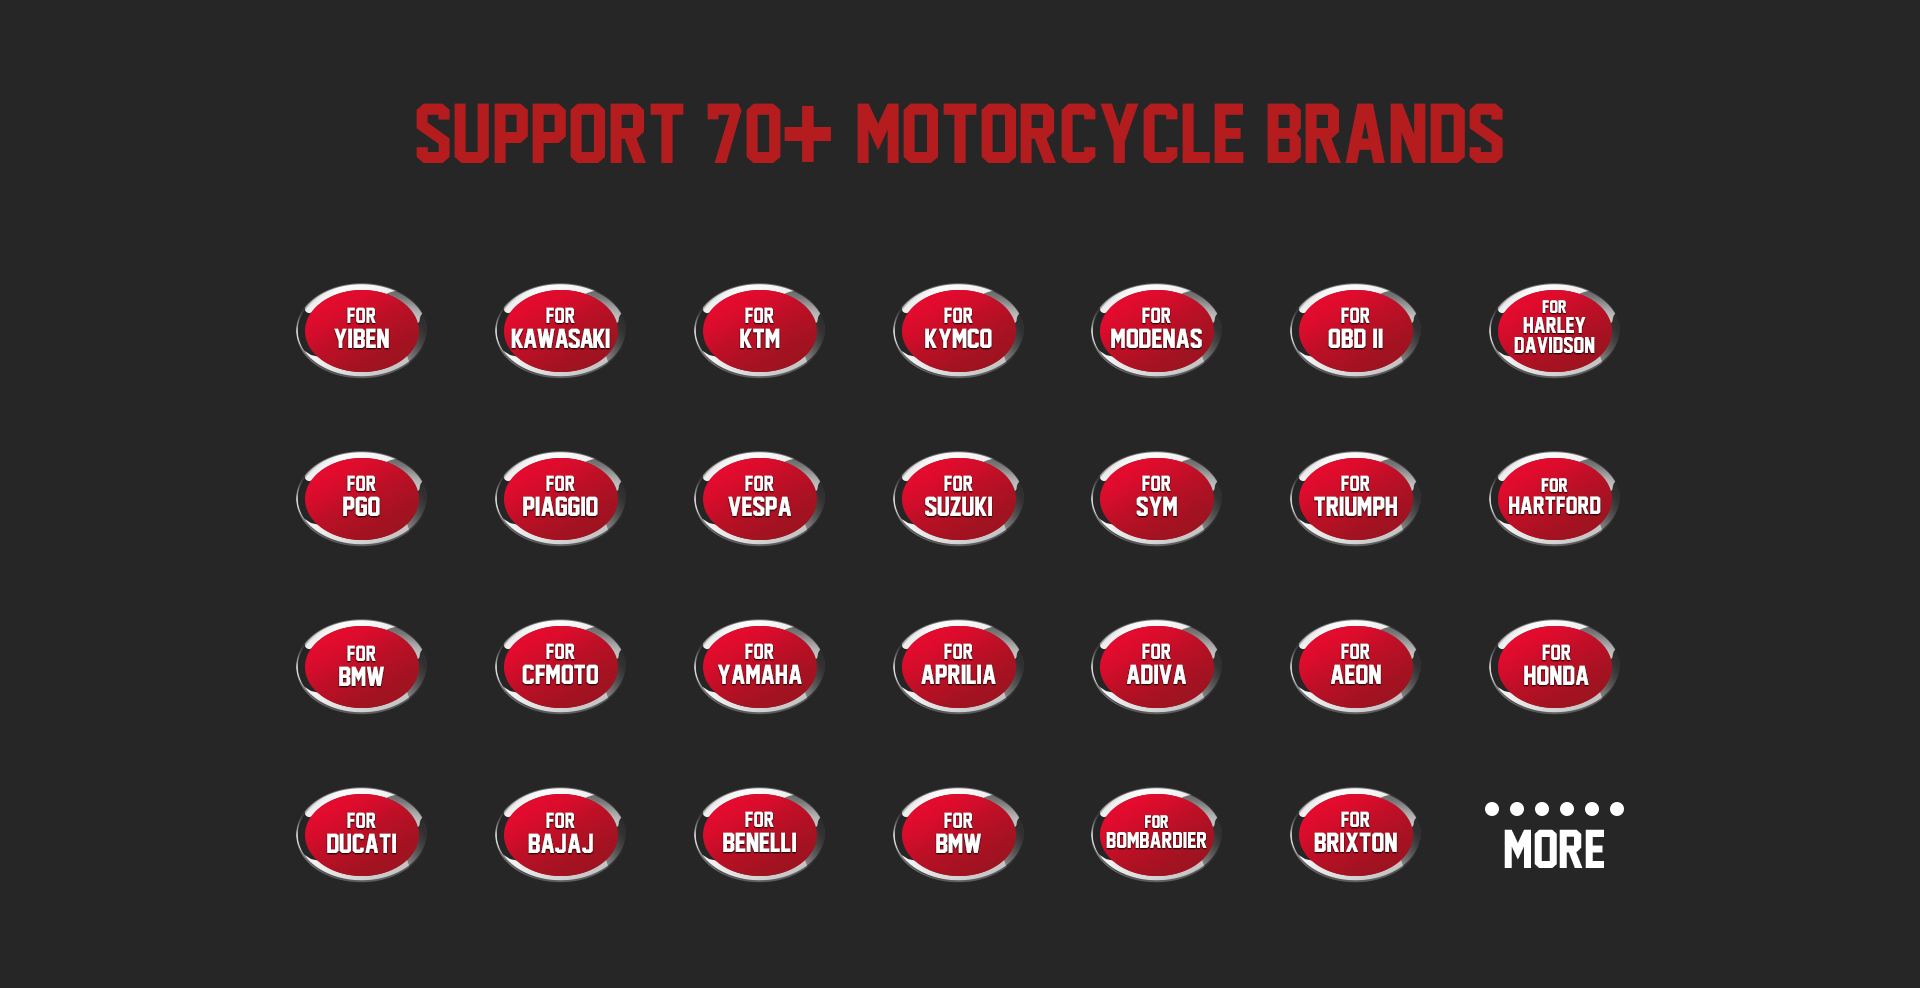 SUPPORT 70+ MOTORCYCLE BRANDS
FOR
YIBEN
FOR
KAWASAKI
FOR
KTM
FOR
KYMCO
FOR
MODENAS
FOR
OBD II
FOR
HARLEY
DAVIDSON
FOR
PGO
FOR
PIAGGIO
FOR
VESPA
FOR
SUZUKI
FOR
SYM
FOR
TRIUMPH
FOR
HARTFORD
FOR
BMW
FOR
CFMOTO
FOR
YAMAHA
FOR
APRILIA
FOR
ADIVA
FOR
AEON
FOR
HONDA
FOR
DUCATI
FOR
BAJAJ
FOR
BENELLI
FOR
BMW
FOR
BOMBARDIER
FOR
BRIXTON
......
MORE